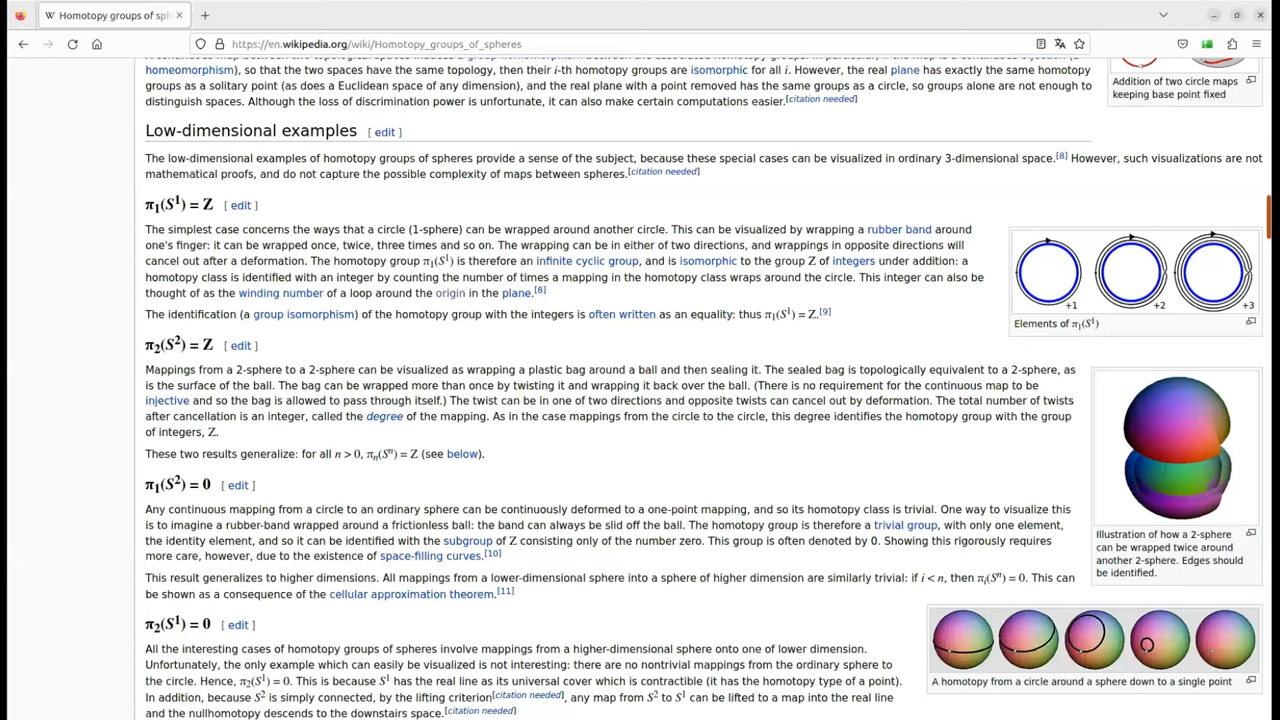 Homotopy groups of sph
https://en.wikipedia.org/wiki/Homotopy_groups_of_spheres
homeomorphism), so that the two spaces have the same topology, then their i-th homotopy groups are isomorphic for all i. However, the real plane has exactly the same homotopy
groups as a solitary point (as does a Euclidean space of any dimension), and the real plane with a point removed has the same groups as a circle, so groups alone are not enough to
distinguish spaces. Although the loss of discrimination power is unfortunate, it can also make certain computations easier.[citation needed]
Addition of two circle maps
keeping base point fixed
Low-dimensional examples [ edit ]
The low-dimensional examples of homotopy groups of spheres provide a sense of the subject, because these special cases can be visualized in ordinary 3-dimensional space.[8] However, such visualizations are not
mathematical proofs, and do not capture the possible complexity of maps between spheres.[citation needed]
π1(S1) = Z [ edit ]
The simplest case concerns the ways that a circle (1-sphere) can be wrapped around another circle. This can be visualized by wrapping a rubber band around
one's finger: it can be wrapped once, twice, three times and so on. The wrapping can be in either of two directions, and wrappings in opposite directions will
cancel out after a deformation. The homotopy group π1(S1) is therefore an infinite cyclic group, and is isomorphic to the group Z of integers under addition: a
homotopy class is identified with an integer by counting the number of times a mapping in the homotopy class wraps around the circle. This integer can also be
thought of as the winding number of a loop around the origin in the plane.[8]
The identification (a group isomorphism) of the homotopy group with the integers is often written as an equality: thus π1(S1) = Z.[9]
+1 +2 +3
Elements of π1(S1)
π2(S2) = Z [ edit ]
Mappings from a 2-sphere to a 2-sphere can be visualized as wrapping a plastic bag around a ball and then sealing it. The sealed bag is topologically equivalent to a 2-sphere, as
is the surface of the ball. The bag can be wrapped more than once by twisting it and wrapping it back over the ball. (There is no requirement for the continuous map to be
injective and so the bag is allowed to pass through itself.) The twist can be in one of two directions and opposite twists can cancel out by deformation. The total number of twists
after cancellation is an integer, called the degree of the mapping. As in the case mappings from the circle to the circle, this degree identifies the homotopy group with the group
of integers, Z.
These two results generalize: for all n > 0, πn(Sn) = Z (see below).
Illustration of how a 2-sphere
can be wrapped twice around
another 2-sphere. Edges should
be identified.
π1(S2) = 0 [ edit ]
Any continuous mapping from a circle to an ordinary sphere can be continuously deformed to a one-point mapping, and so its homotopy class is trivial. One way to visualize this
is to imagine a rubber-band wrapped around a frictionless ball: the band can always be slid off the ball. The homotopy group is therefore a trivial group, with only one element,
the identity element, and so it can be identified with the subgroup of Z consisting only of the number zero. This group is often denoted by 0. Showing this rigorously requires
more care, however, due to the existence of space-filling curves.[10]
This result generalizes to higher dimensions. All mappings from a lower-dimensional sphere into a sphere of higher dimension are similarly trivial: if i < n, then πi(Sn) = 0. This can
be shown as a consequence of the cellular approximation theorem.[11]
π2(S1) = 0 [ edit ]
All the interesting cases of homotopy groups of spheres involve mappings from a higher-dimensional sphere onto one of lower dimension.
Unfortunately, the only example which can easily be visualized is not interesting: there are no nontrivial mappings from the ordinary sphere to
the circle. Hence, π2(S1) = 0. This is because S1 has the real line as its universal cover which is contractible (it has the homotopy type of a point).
In addition, because S2 is simply connected, by the lifting criterion[citation needed], any map from S2 to S1 can be lifted to a map into the real line
and the nullhomotopy descends to the downstairs space.[citation needed]
A homotopy from a circle around a sphere down to a single point